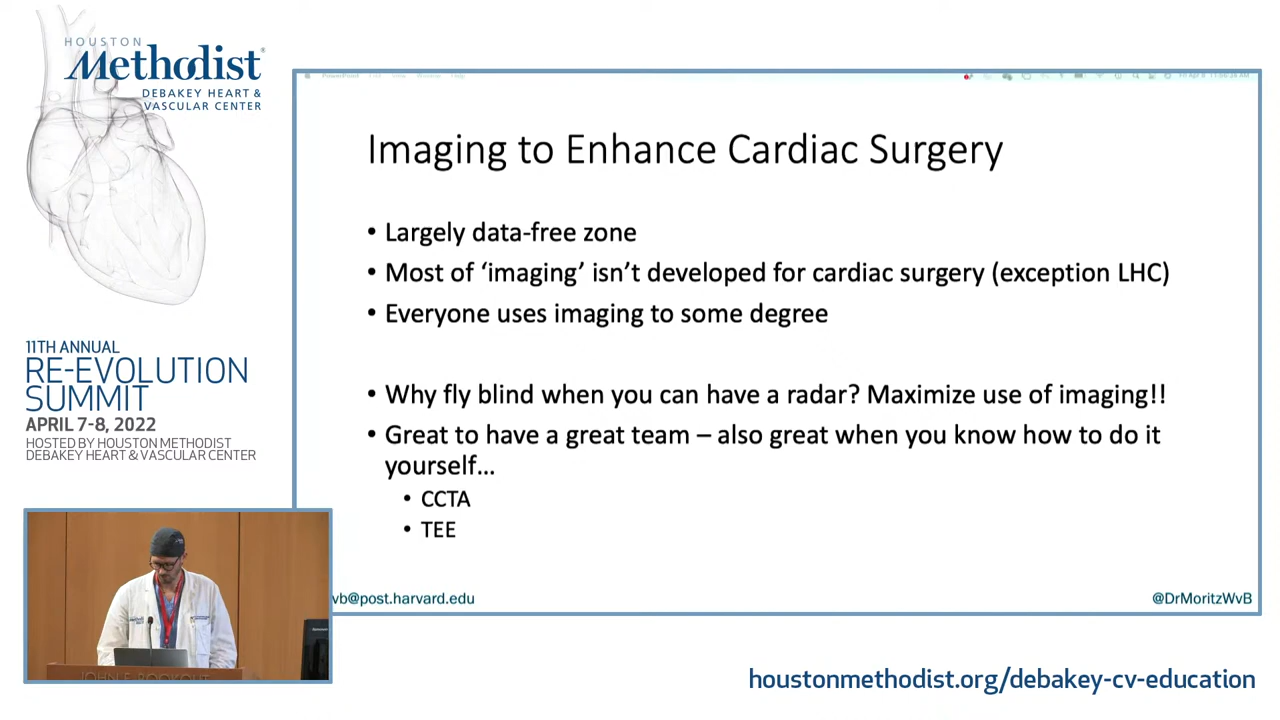 HOUSTON
Methodist
DEBAKEY HEART &
VASCULAR CENTER
11TH ANNUAL
RE-EVOLUTION
SUMMIT
APRIL 7-8, 2022
HOSTED BY HOUSTON METHODIST
DEBAKEY HEART & VASCULAR CENTER
Imaging to Enhance Cardiac Surgery
• Largely data-free zone
• Most of ‘imaging’ isn’t developed for cardiac surgery (exception LHC)
• Everyone uses imaging to some degree
• Why fly blind when you can have a radar? Maximize use of imaging!!
• Great to have a great team – also great when you know how to do it
yourself…
• CCTA
• TEE
vb@post.harvard.edu
@DrMoritzWvB
houstonmethodist.org/debakey-cv-education